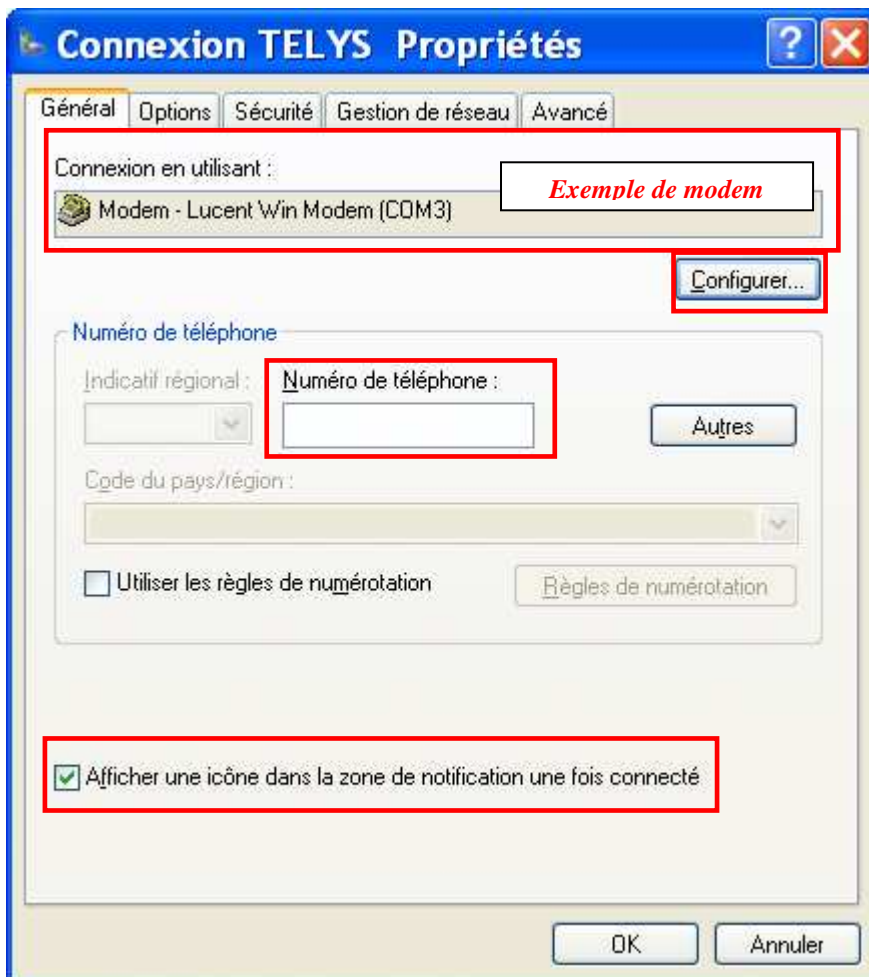 Connexion TELYS Propriétés
Général Options Sécurité Gestion de réseau Avancé
Connexion en utilisant :
Exemple de modem
Modem - Lucent Win Modem (COM3)
Configurer...
Numéro de téléphone
Indicatif régional : Numéro de téléphone :
Autres
Code du pays/région :
Utiliser les règles de numérotation Règles de numérotation
Afficher une icône dans la zone de notification une fois connecté
OK Annuler